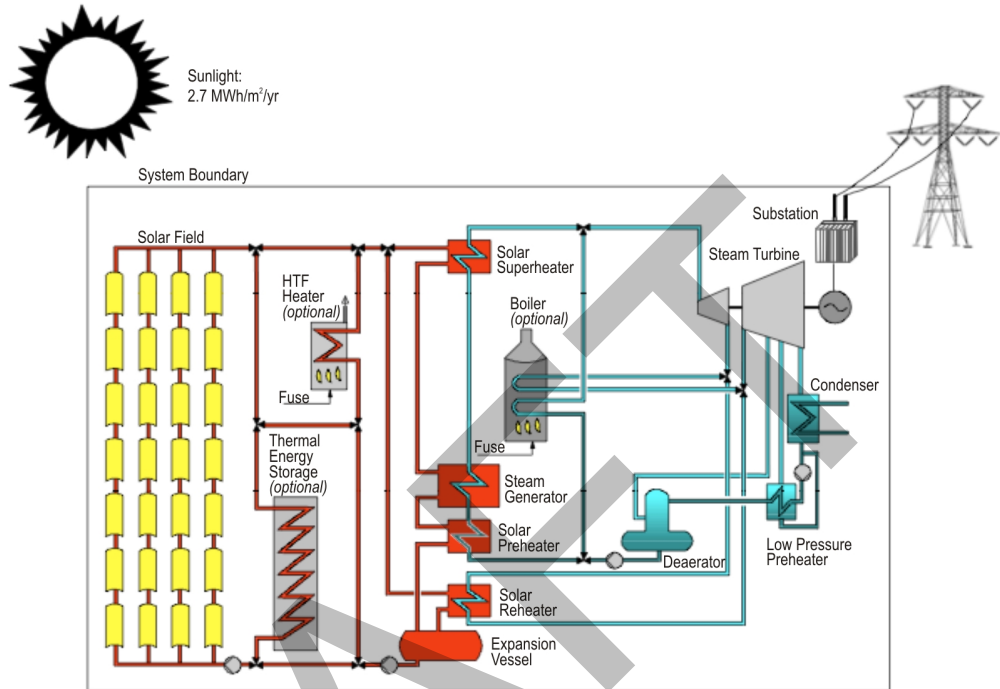 Sunlight:
2.7 MWh/m²/yr
System Boundary
Substation
Solar Field
Steam Turbine
Solar
Superheater
HTF
Heater
(optional)
Boiler
(optional)
Condenser
Fuse
Thermal
Energy
Storage
(optional)
Fuse
Steam
Generator
Solar
Preheater
Low Pressure
Preheater
Deaerator
Solar
Reheater
Expansion
Vessel
AFT